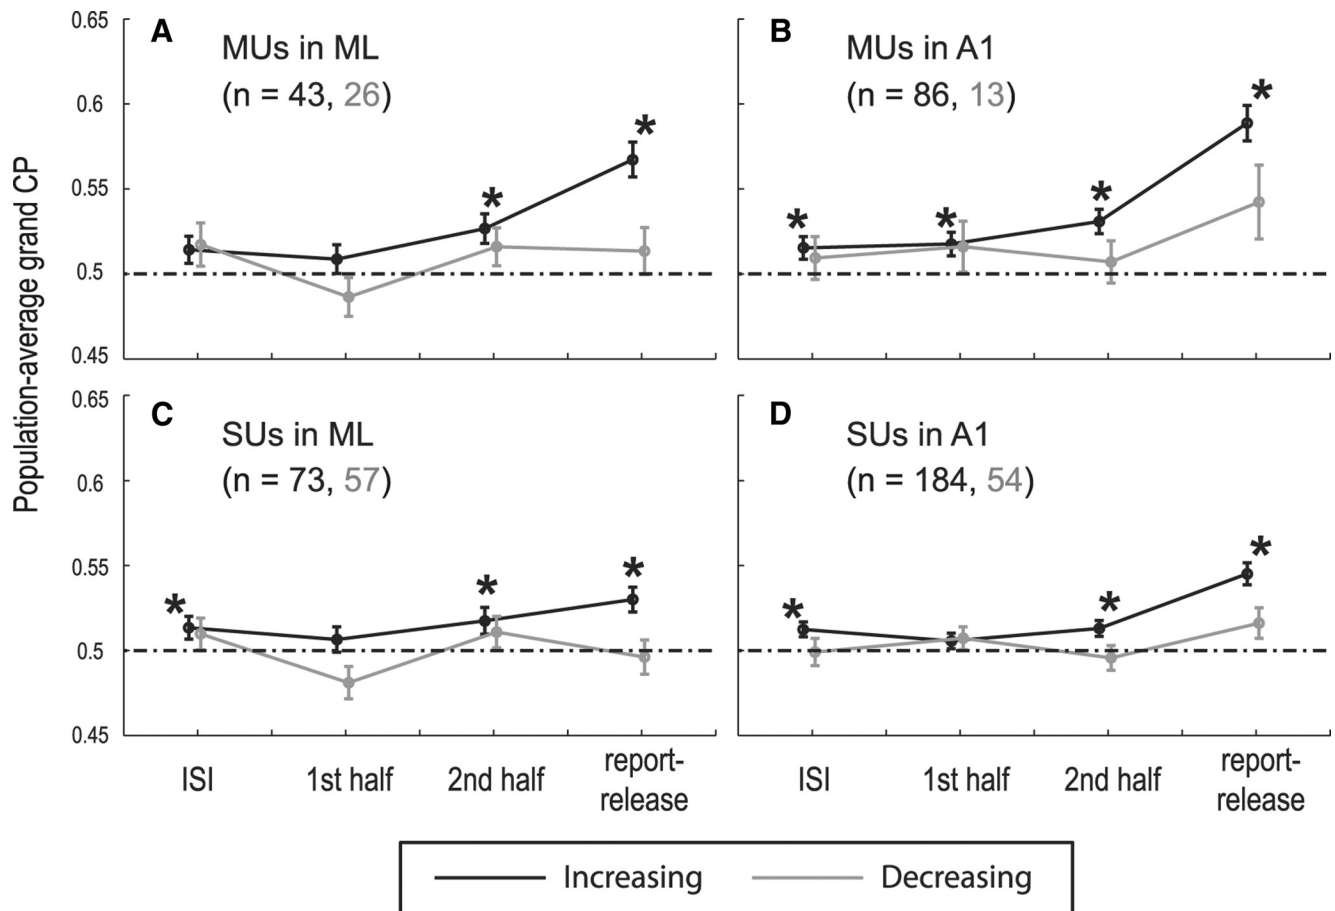 Population-average grand CP
A
MUs in ML
(n = 43, 26)
0.65
0.6
0.55
0.5
0.45
*
*
B
MUs in A1
(n = 86, 13)
*
*
*
*
C
SUs in ML
(n = 73, 57)
0.65
0.6
0.55
0.5
0.45
*
*
*
D
SUs in A1
(n = 184, 54)
*
*
*
ISI
1st half
2nd half
report-
release
ISI
1st half
2nd half
report-
release
Increasing
Decreasing